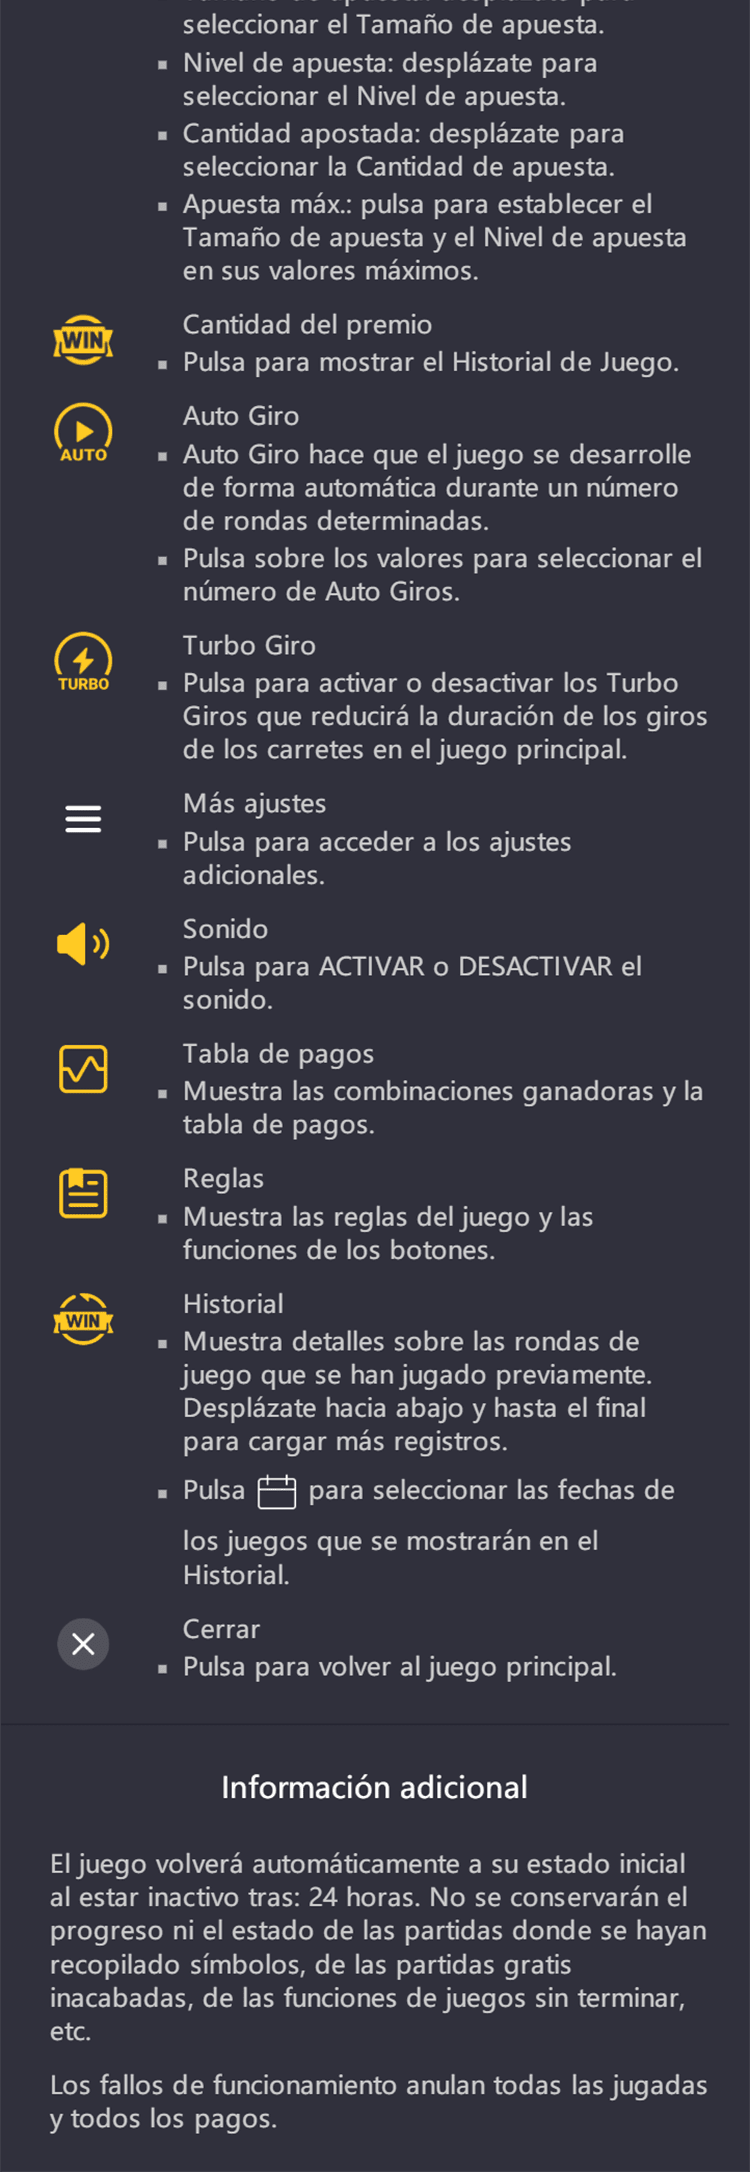 seleccionar el Tamaño de apuesta.
▪ Nivel de apuesta: desplázate para
seleccionar el Nivel de apuesta.
▪ Cantidad apostada: desplázate para
seleccionar la Cantidad de apuesta.
▪ Apuesta máx.: pulsa para establecer el
Tamaño de apuesta y el Nivel de apuesta
en sus valores máximos.
Cantidad del premio
WIN
▪ Pulsa para mostrar el Historial de Juego.
Auto Giro
AUTO
▪ Auto Giro hace que el juego se desarrolle
de forma automática durante un número
de rondas determinadas.
▪ Pulsa sobre los valores para seleccionar el
número de Auto Giros.
Turbo Giro
TURBO
▪ Pulsa para activar o desactivar los Turbo
Giros que reducirá la duración de los giros
de los carretes en el juego principal.
Más ajustes
▪ Pulsa para acceder a los ajustes
adicionales.
Sonido
▪ Pulsa para ACTIVAR o DESACTIVAR el
sonido.
Tabla de pagos
▪ Muestra las combinaciones ganadoras y la
tabla de pagos.
Reglas
▪ Muestra las reglas del juego y las
funciones de los botones.
Historial
WIN
▪ Muestra detalles sobre las rondas de
juego que se han jugado previamente.
Desplázate hacia abajo y hasta el final
para cargar más registros.
▪ Pulsa para seleccionar las fechas de
los juegos que se mostrarán en el
Historial.
Cerrar
▪ Pulsa para volver al juego principal.
Información adicional
El juego volverá automáticamente a su estado inicial
al estar inactivo tras: 24 horas. No se conservarán el
progreso ni el estado de las partidas donde se hayan
recopilado símbolos, de las partidas gratis
inacabadas, de las funciones de juegos sin terminar,
etc.
Los fallos de funcionamiento anulan todas las jugadas
y todos los pagos.